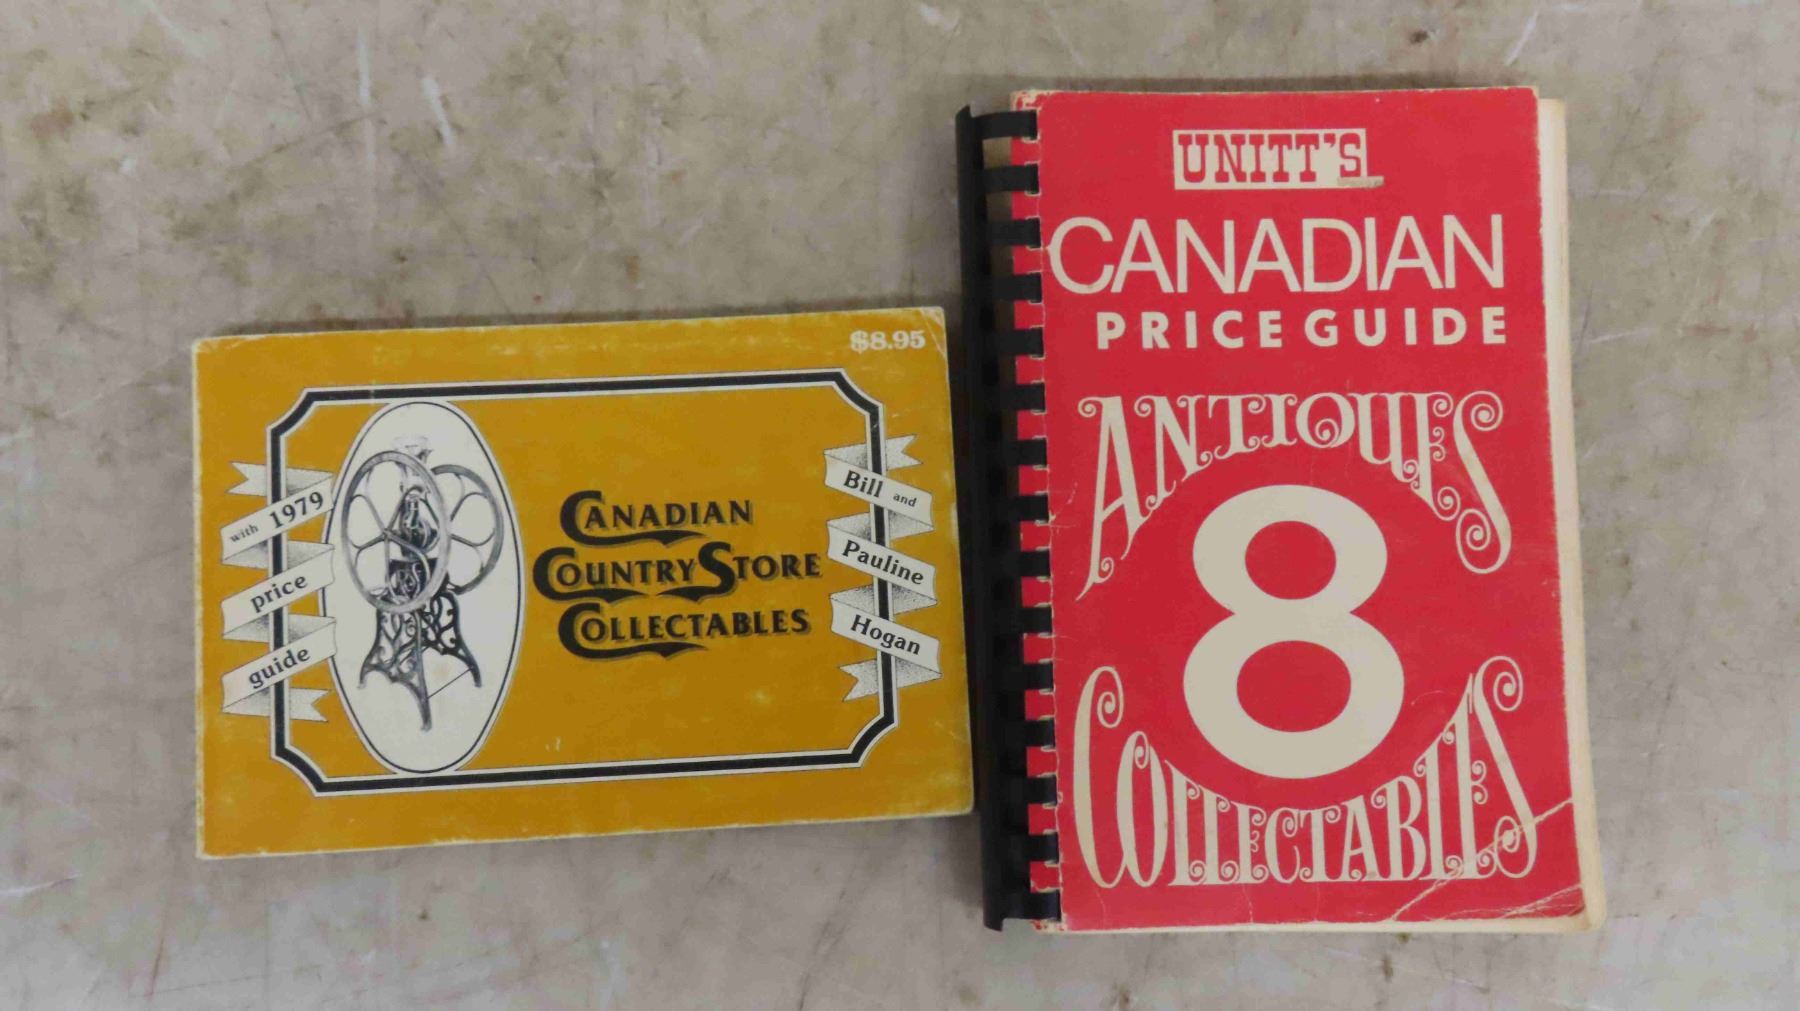 $8.95
with 1979
price
guide
CANADIAN
COUNTRY STORE
COLLECTABLES
Bill and
Pauline
Hogan
UNITT'S
CANADIAN
PRICE GUIDE
ANTIQUES
8
COLLECTABLES